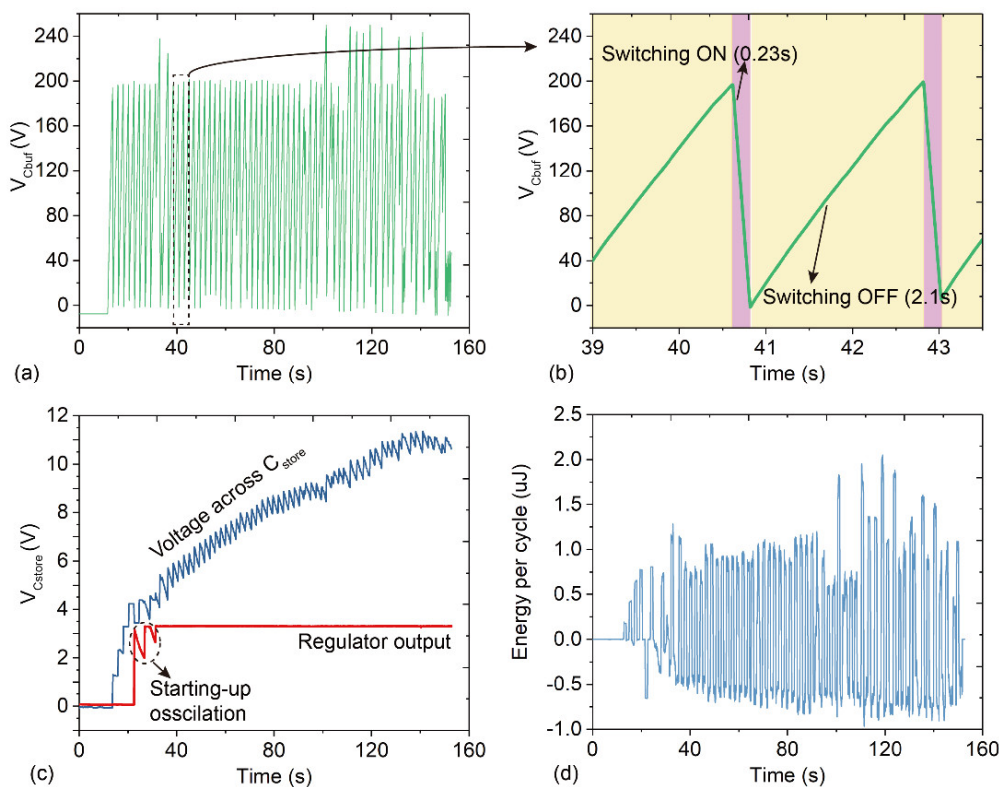 240
200
160
120
80
40
0
V_Cbuf (V)
0 40 80 120 160
Time (s)
(a)
240
200
160
120
80
40
0
V_Cbuf (V)
Switching ON (0.23s)
Switching OFF (2.1s)
39 40 41 42 43
Time (s)
(b)
12
10
8
6
4
2
0
V_Cstore (V)
Voltage across C_store
Regulator output
Starting-up
osscilation
0 40 80 120 160
Time (s)
(c)
2.5
2.0
1.5
1.0
0.5
0.0
-0.5
-1.0
Energy per cycle (uJ)
0 40 80 120 160
Time (s)
(d)